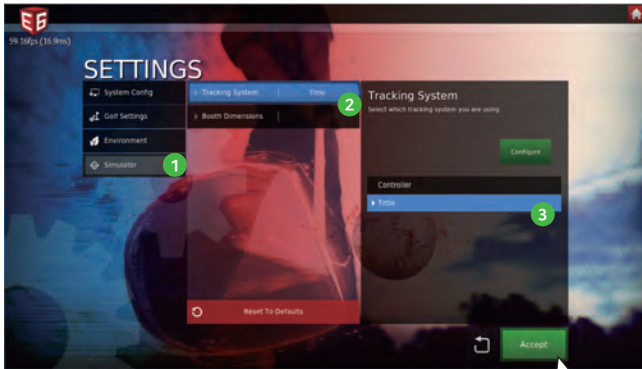 E6
59.16fps (16.9ms)
SETTINGS
System Config
Golf Settings
Environment
Simulator
1
Tracking System
Tittle
2
Booth Dimensions
Reset To Defaults
Tracking System
Select which tracking system you are using
Configure
Controller
Tittle
3
Accept